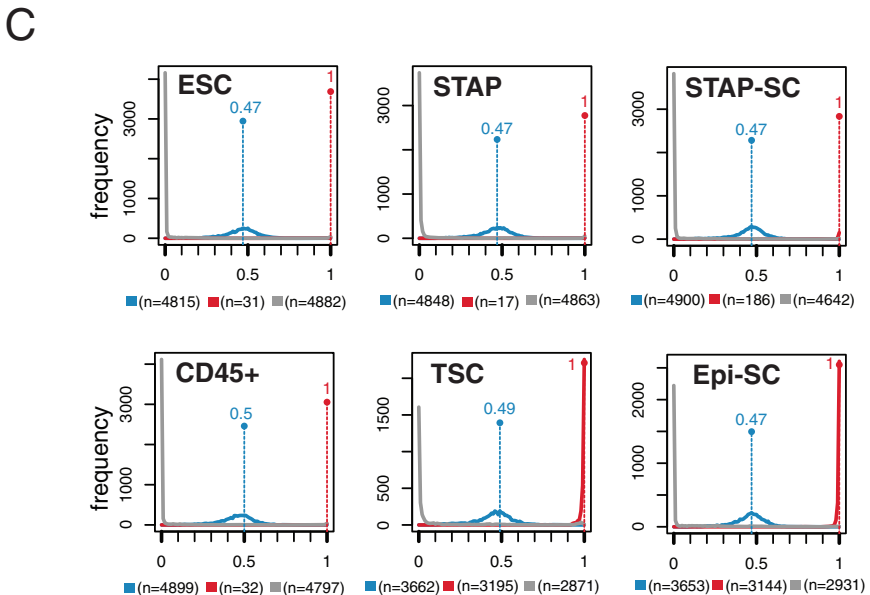 C
ESC
STAP
STAP-SC
frequency
0 1000 3000
0.47
1
0 0.5 1
(n=4815) (n=31) (n=4882)
0 1000 3000
0.47
1
0 0.5 1
(n=4848) (n=17) (n=4863)
0 1000 3000
0.47
1
0 0.5 1
(n=4900) (n=186) (n=4642)
CD45+
TSC
Epi-SC
frequency
0 1000 3000
0.5
1
0 0.5 1
(n=4899) (n=32) (n=4797)
0 500 1500
0.49
1
0 0.5 1
(n=3662) (n=3195) (n=2871)
0 1000 2000
0.47
1
0 0.5 1
(n=3653) (n=3144) (n=2931)